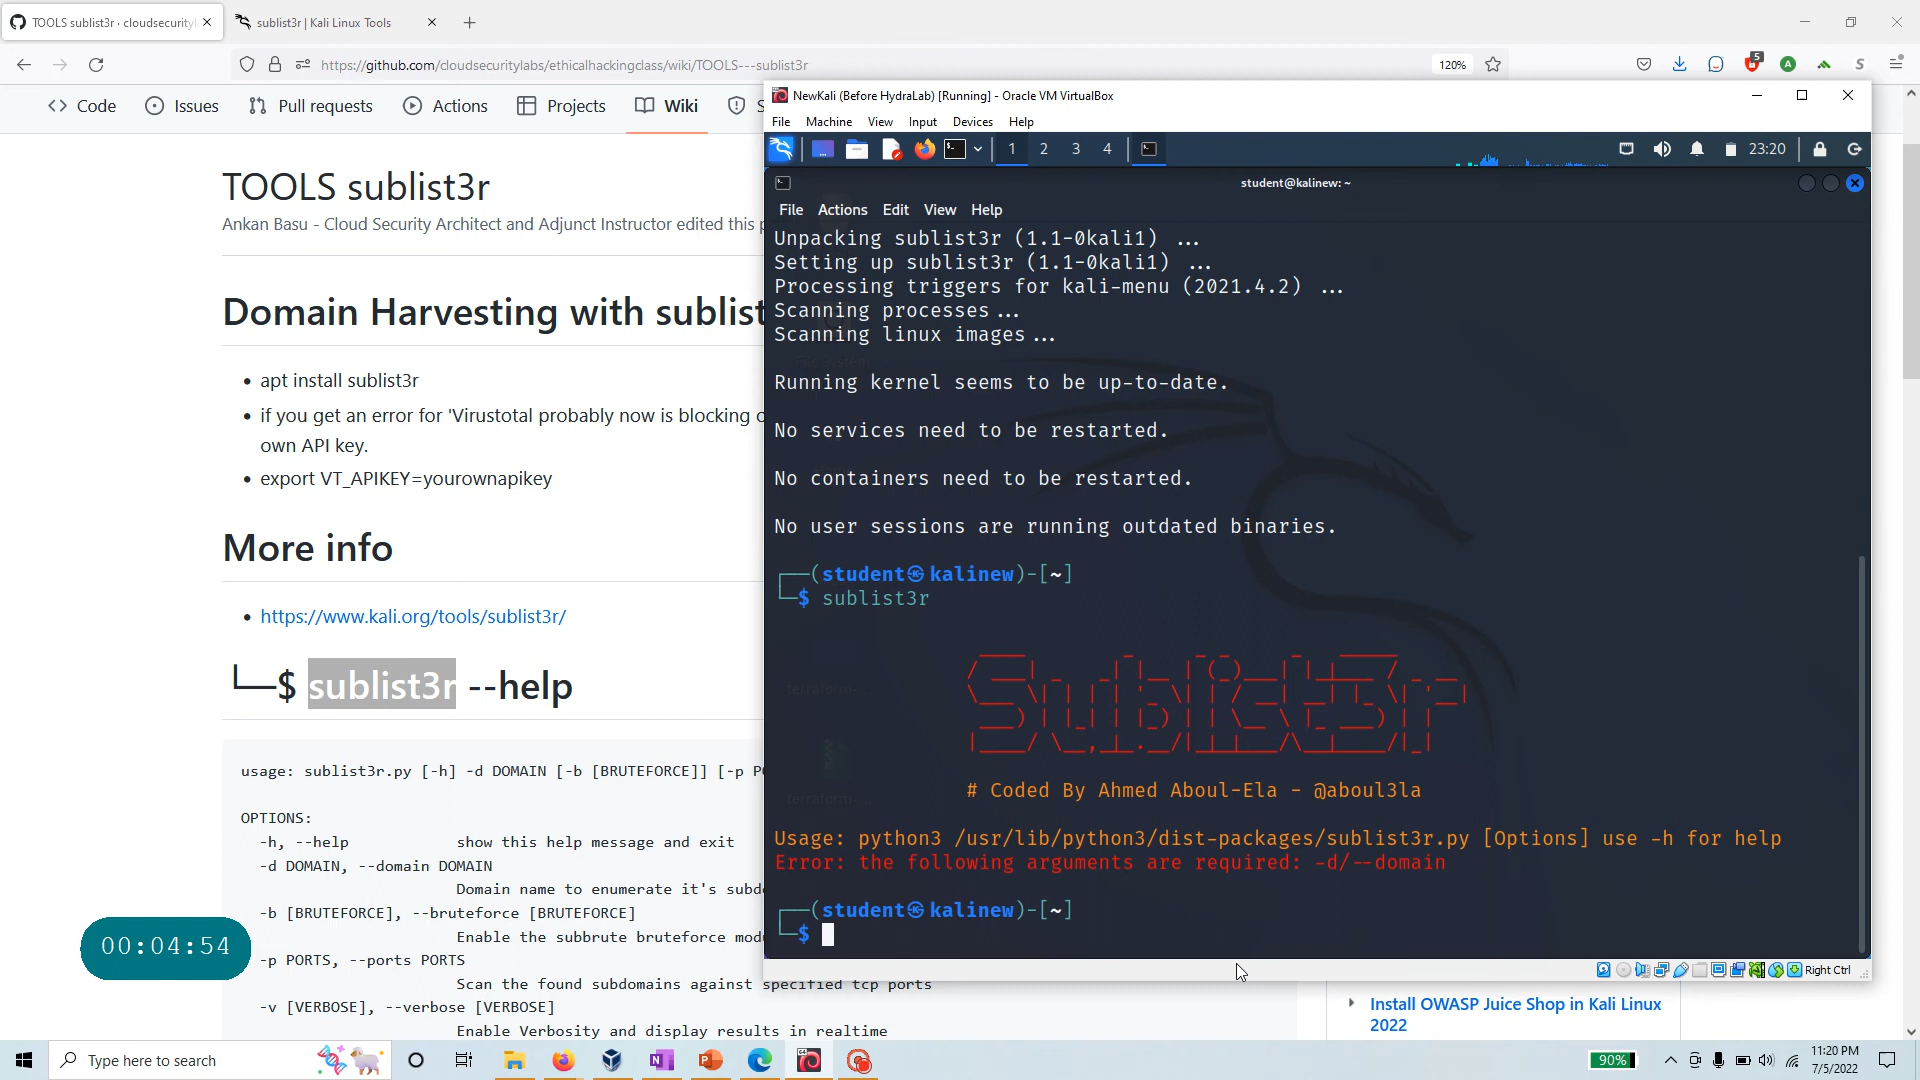 TOOLS sublist3r · cloudsecurityl
sublist3r | Kali Linux Tools
https://github.com/cloudsecuritylabs/ethicalhackingclass/wiki/TOOLS---sublist3r
120%
5
A
S
Code
Issues
Pull requests
Actions
Projects
Wiki
S
TOOLS sublist3r
Ankan Basu - Cloud Security Architect and Adjunct Instructor edited this p
Domain Harvesting with sublist
• apt install sublist3r
• if you get an error for 'Virustotal probably now is blocking o
own API key.
• export VT_APIKEY=yourownapikey
More info
• https://www.kali.org/tools/sublist3r/
└─$ sublist3r --help
usage: sublist3r.py [-h] -d DOMAIN [-b [BRUTEFORCE]] [-p PO
OPTIONS:
-h, --help show this help message and exit
-d DOMAIN, --domain DOMAIN
Domain name to enumerate it's subdo
-b [BRUTEFORCE], --bruteforce [BRUTEFORCE]
Enable the subbrute bruteforce modu
-p PORTS, --ports PORTS
Scan the found subdomains against specified tcp ports
-v [VERBOSE], --verbose [VERBOSE]
Enable Verbosity and display results in realtime
00:04:54
NewKali (Before HydraLab) [Running] - Oracle VM VirtualBox
File Machine View Input Devices Help
1 2 3 4
23:20
student@kalinew: ~
File Actions Edit View Help
Unpacking sublist3r (1.1-0kali1) ...
Setting up sublist3r (1.1-0kali1) ...
Processing triggers for kali-menu (2021.4.2) ...
Scanning processes...
Scanning linux images...
Running kernel seems to be up-to-date.
No services need to be restarted.
No containers need to be restarted.
No user sessions are running outdated binaries.
┌──(student㉿kalinew)-[~]
└─$ sublist3r
Sublist3r
# Coded By Ahmed Aboul-Ela - @aboul3la
Usage: python3 /usr/lib/python3/dist-packages/sublist3r.py [Options] use -h for help
Error: the following arguments are required: -d/--domain
┌──(student㉿kalinew)-[~]
└─$
Right Ctrl
Install OWASP Juice Shop in Kali Linux
2022
Type here to search
90%
11:20 PM
7/5/2022